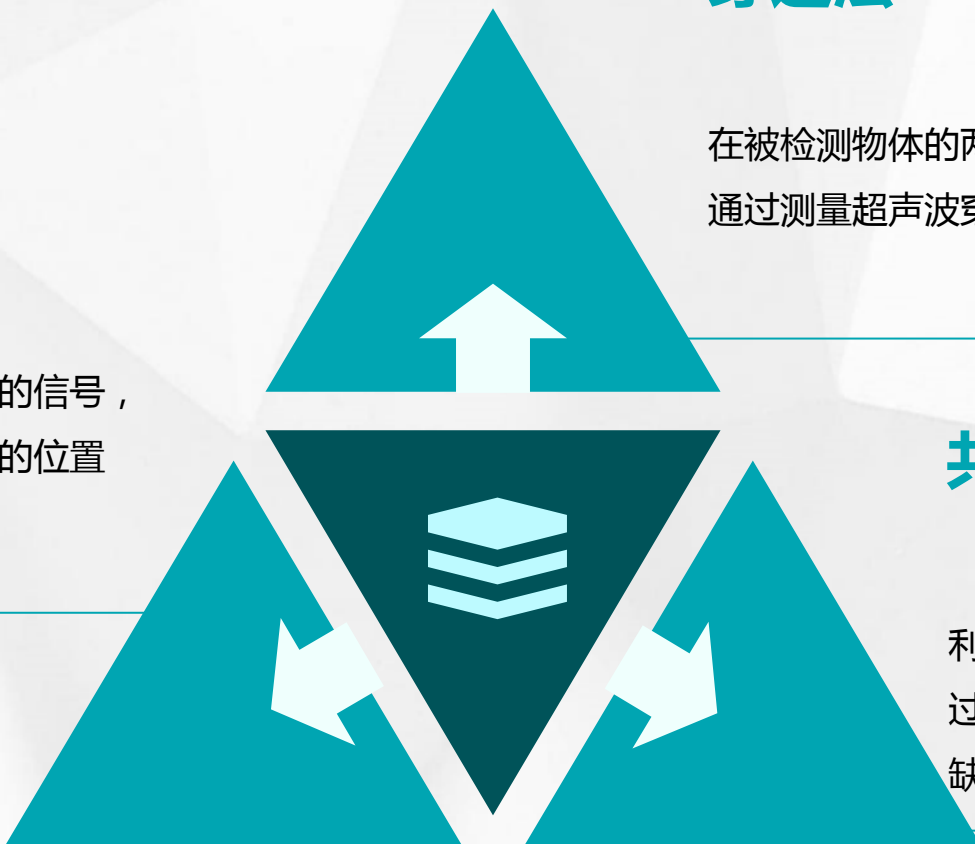 在被检测物体的
通过测量超声波
的信号，
的位置
共
利
过
缺